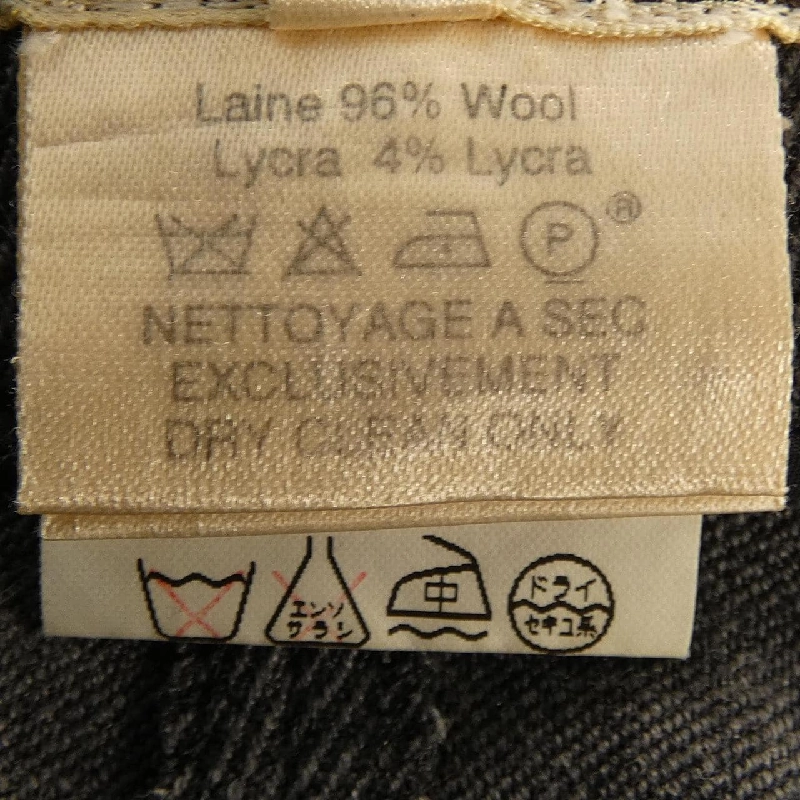 Laine 96% Wool
Lycra 4% Lycra
P ®
NETTOYAGE A SEC
EXCLUSIVEMENT
DRY CLEAN ONLY
エンソ
サラシ
中
ドライ
セキユ系